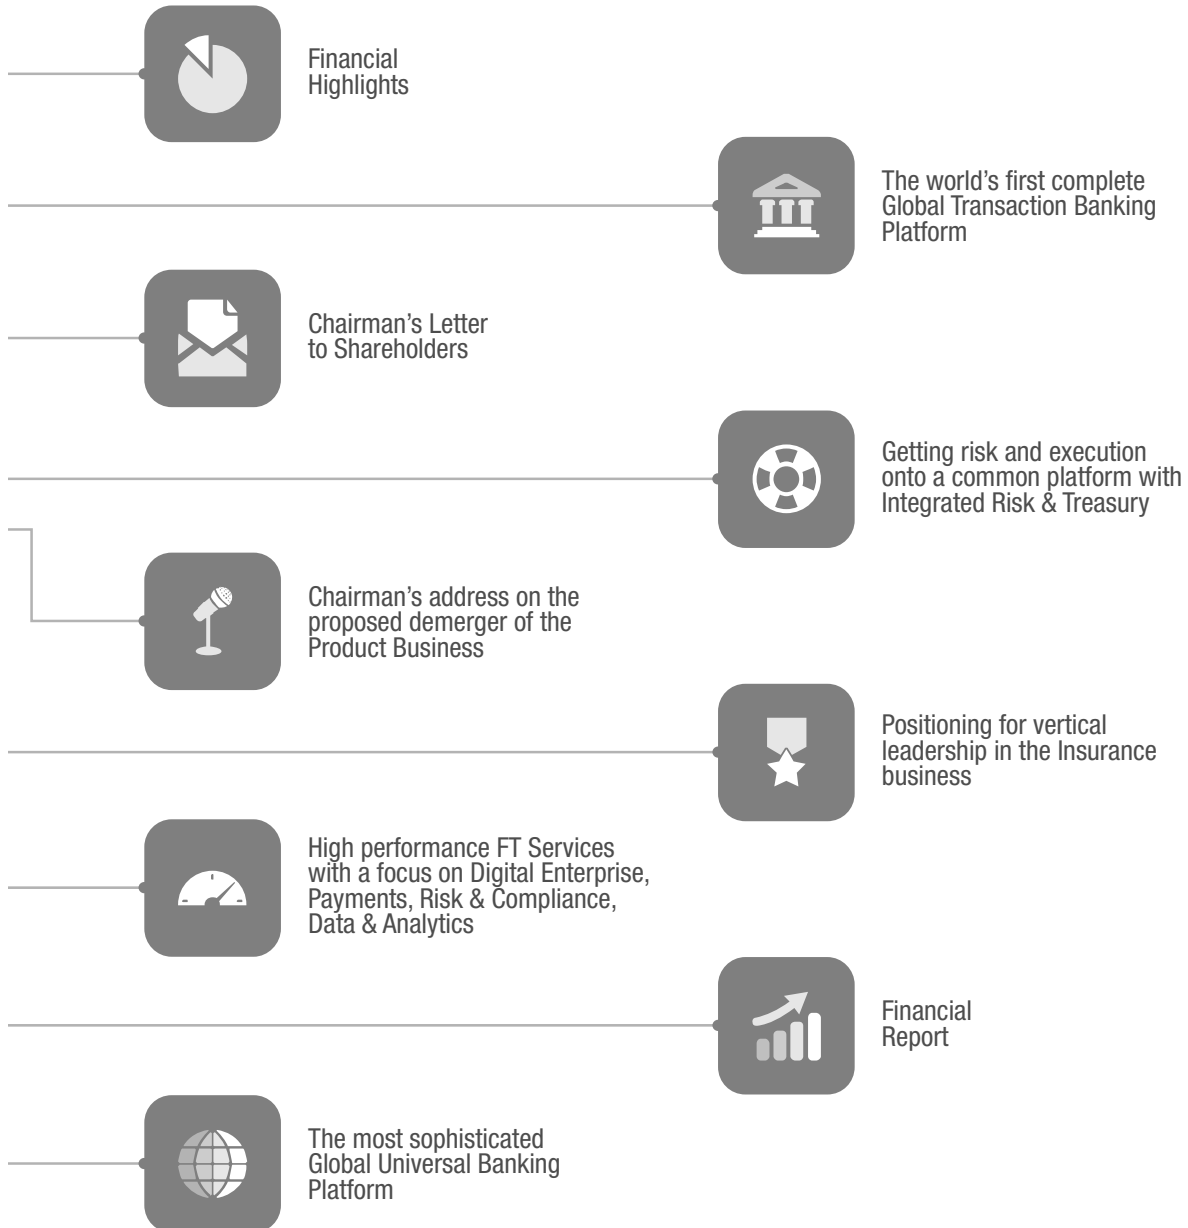 Financial
Highlights
The world’s first complete
Global Transaction Banking
Platform
Chairman’s Letter
to Shareholders
Getting risk and execution
onto a common platform with
Integrated Risk & Treasury
Chairman’s address on the
proposed demerger of the
Product Business
Positioning for vertical
leadership in the Insurance
business
High performance FT Services
with a focus on Digital Enterprise,
Payments, Risk & Compliance,
Data & Analytics
Financial
Report
The most sophisticated
Global Universal Banking
Platform